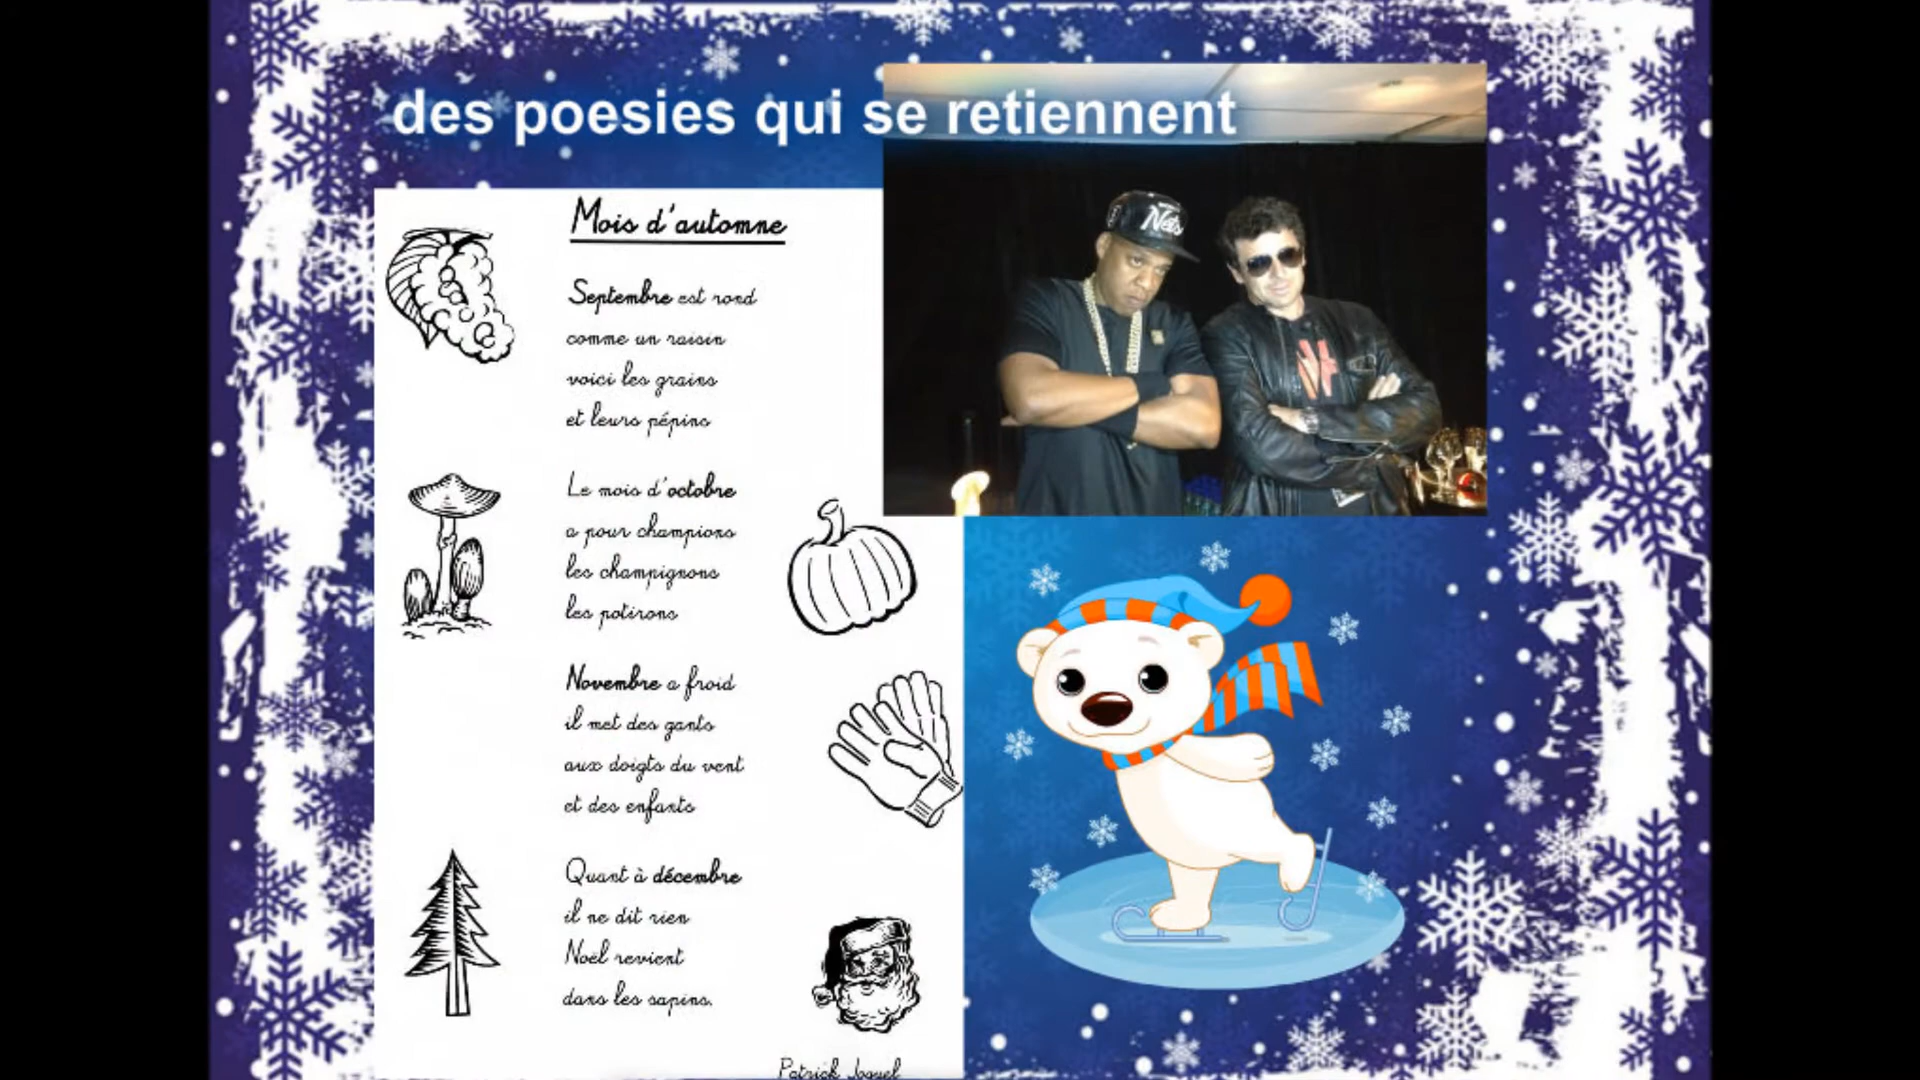 des poesies qui se retiennent
Mois d'automne
Septembre est rond
comme un raisin
voici les grains
et leurs pépins
Le mois d'octobre
a pour champions
les champignons
les potirons
Novembre a froid
il met des gants
aux doigts du vent
et des enfants
Quant à décembre
il ne dit rien
Noël revient
dans les sapins.
Patrick Joquel
Nets